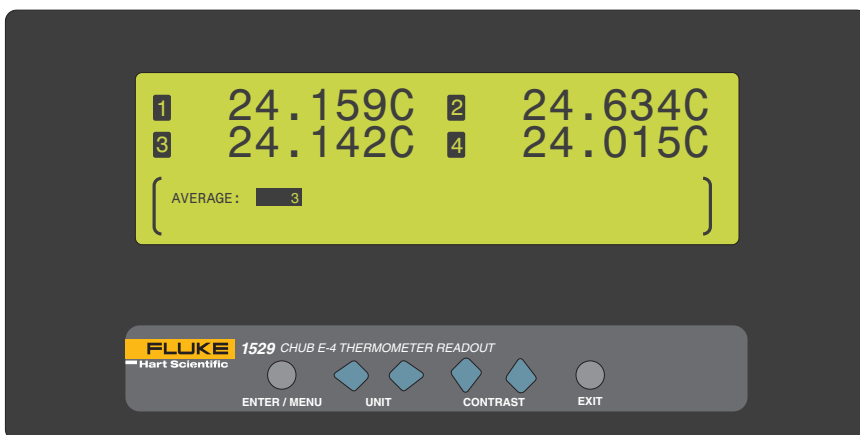 1 24.159C 2 24.634C
3 24.142C 4 24.015C
AVERAGE: 3
FLUKE 1529 CHUB E-4 THERMOMETER READOUT
Hart Scientific
ENTER / MENU UNIT CONTRAST EXIT